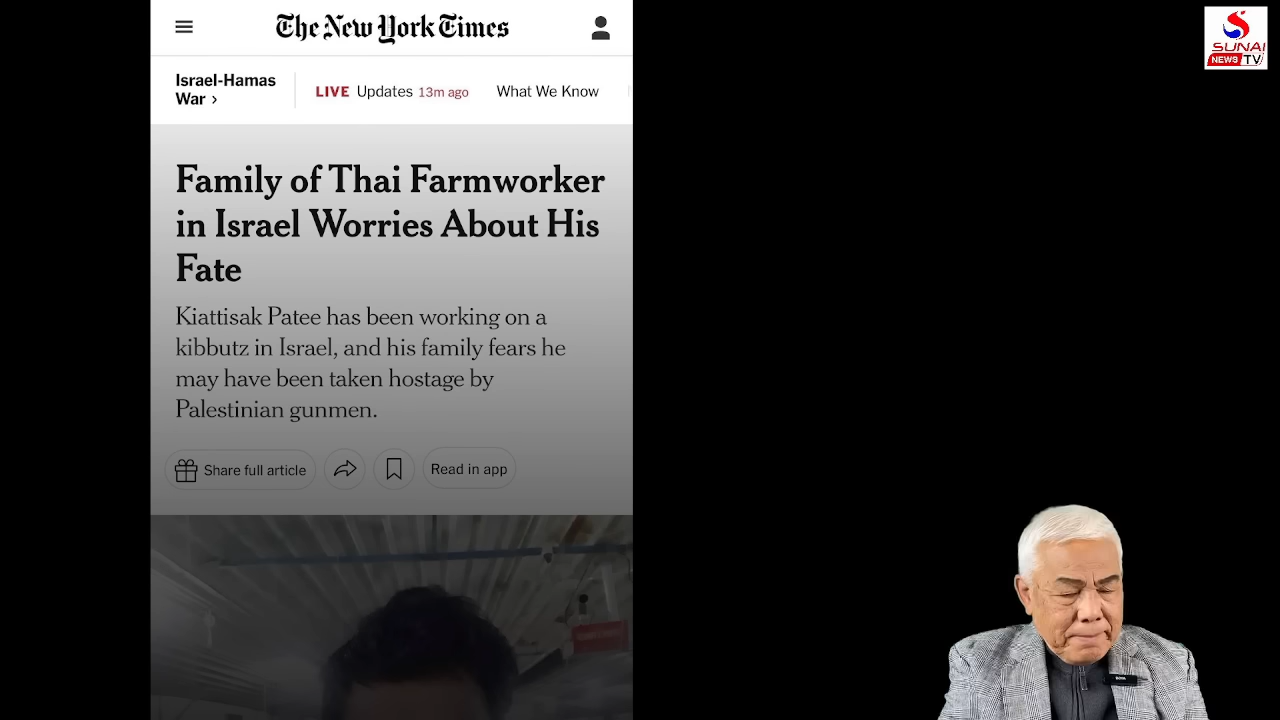 The New York Times
Israel-Hamas
War ›
LIVE Updates 13m ago
What We Know
Family of Thai Farmworker
in Israel Worries About His
Fate
Kiattisak Patee has been working on a
kibbutz in Israel, and his family fears he
may have been taken hostage by
Palestinian gunmen.
Share full article
Read in app
SUNAI
NEWS TV
BOYA